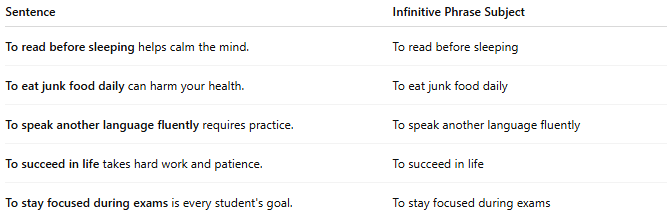 Sentence Infinitive Phrase Subject
To read before sleeping helps calm the mind. To read before sleeping
To eat junk food daily can harm your health. To eat junk food daily
To speak another language fluently requires practice. To speak another language fluently
To succeed in life takes hard work and patience. To succeed in life
To stay focused during exams is every student's goal. To stay focused during exams